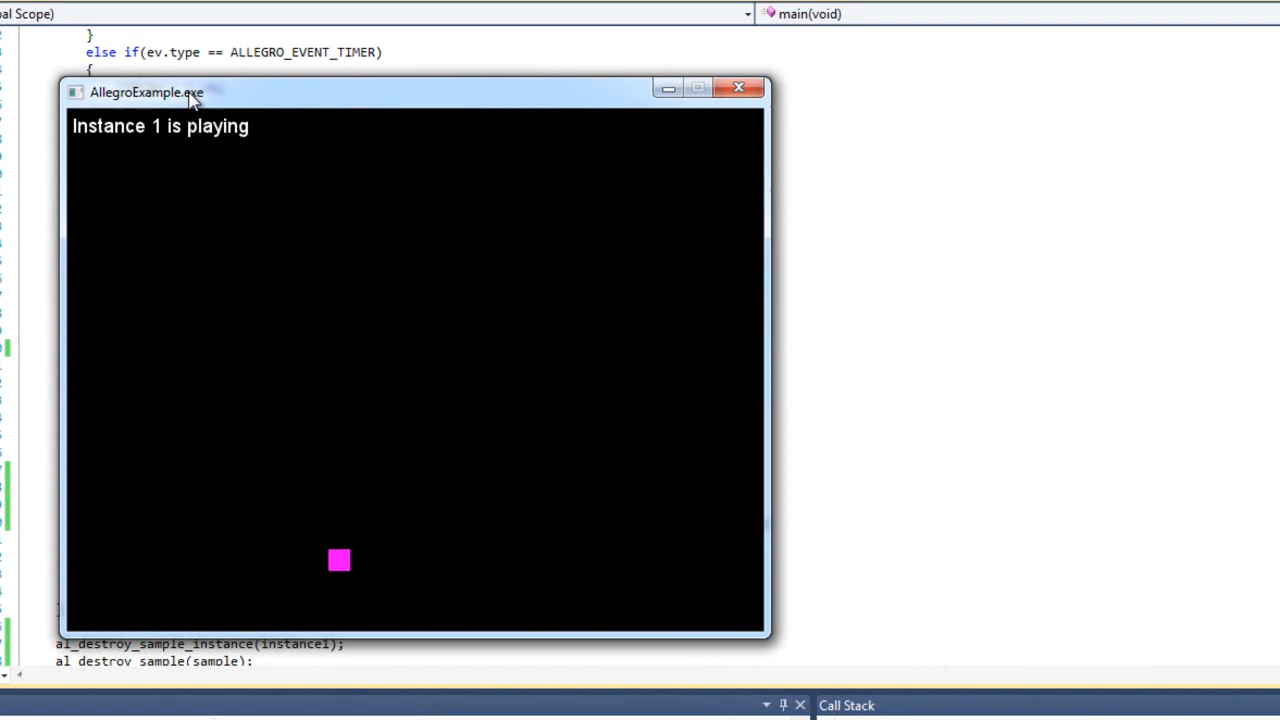 al Scope)
main(void)
}
else if(ev.type == ALLEGRO_EVENT_TIMER)
{
AllegroExample.exe
Instance 1 is playing
al_destroy_sample_instance(instance1);
al_destroy_sample(sample);
Call Stack